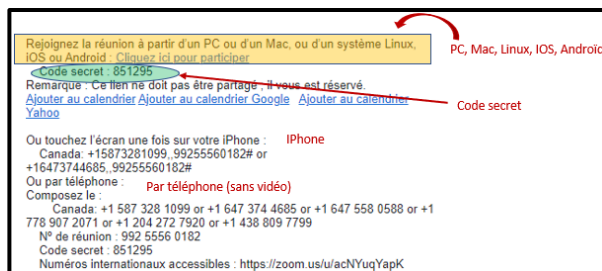 Rejoignez la réunion à partir d'un PC ou d'un Mac, ou d'un système Linux,
iOS ou Android : Cliquez ici pour participer
PC, Mac, Linux, IOS, Androïd
Code secret : 851295
Remarque : Ce lien ne doit pas être partagé ; il vous est réservé.
Ajouter au calendrier Ajouter au calendrier Google Ajouter au calendrier
Yahoo
Code secret
Ou touchez l'écran une fois sur votre iPhone :
IPhone
Canada: +15873281099,,99255560182# or
+16473744685,,99255560182#
Ou par téléphone :
Par téléphone (sans vidéo)
Composez le :
Canada: +1 587 328 1099 or +1 647 374 4685 or +1 647 558 0588 or +1
778 907 2071 or +1 204 272 7920 or +1 438 809 7799
Nº de réunion : 992 5556 0182
Code secret : 851295
Numéros internationaux accessibles : https://zoom.us/u/acNYuqYapK